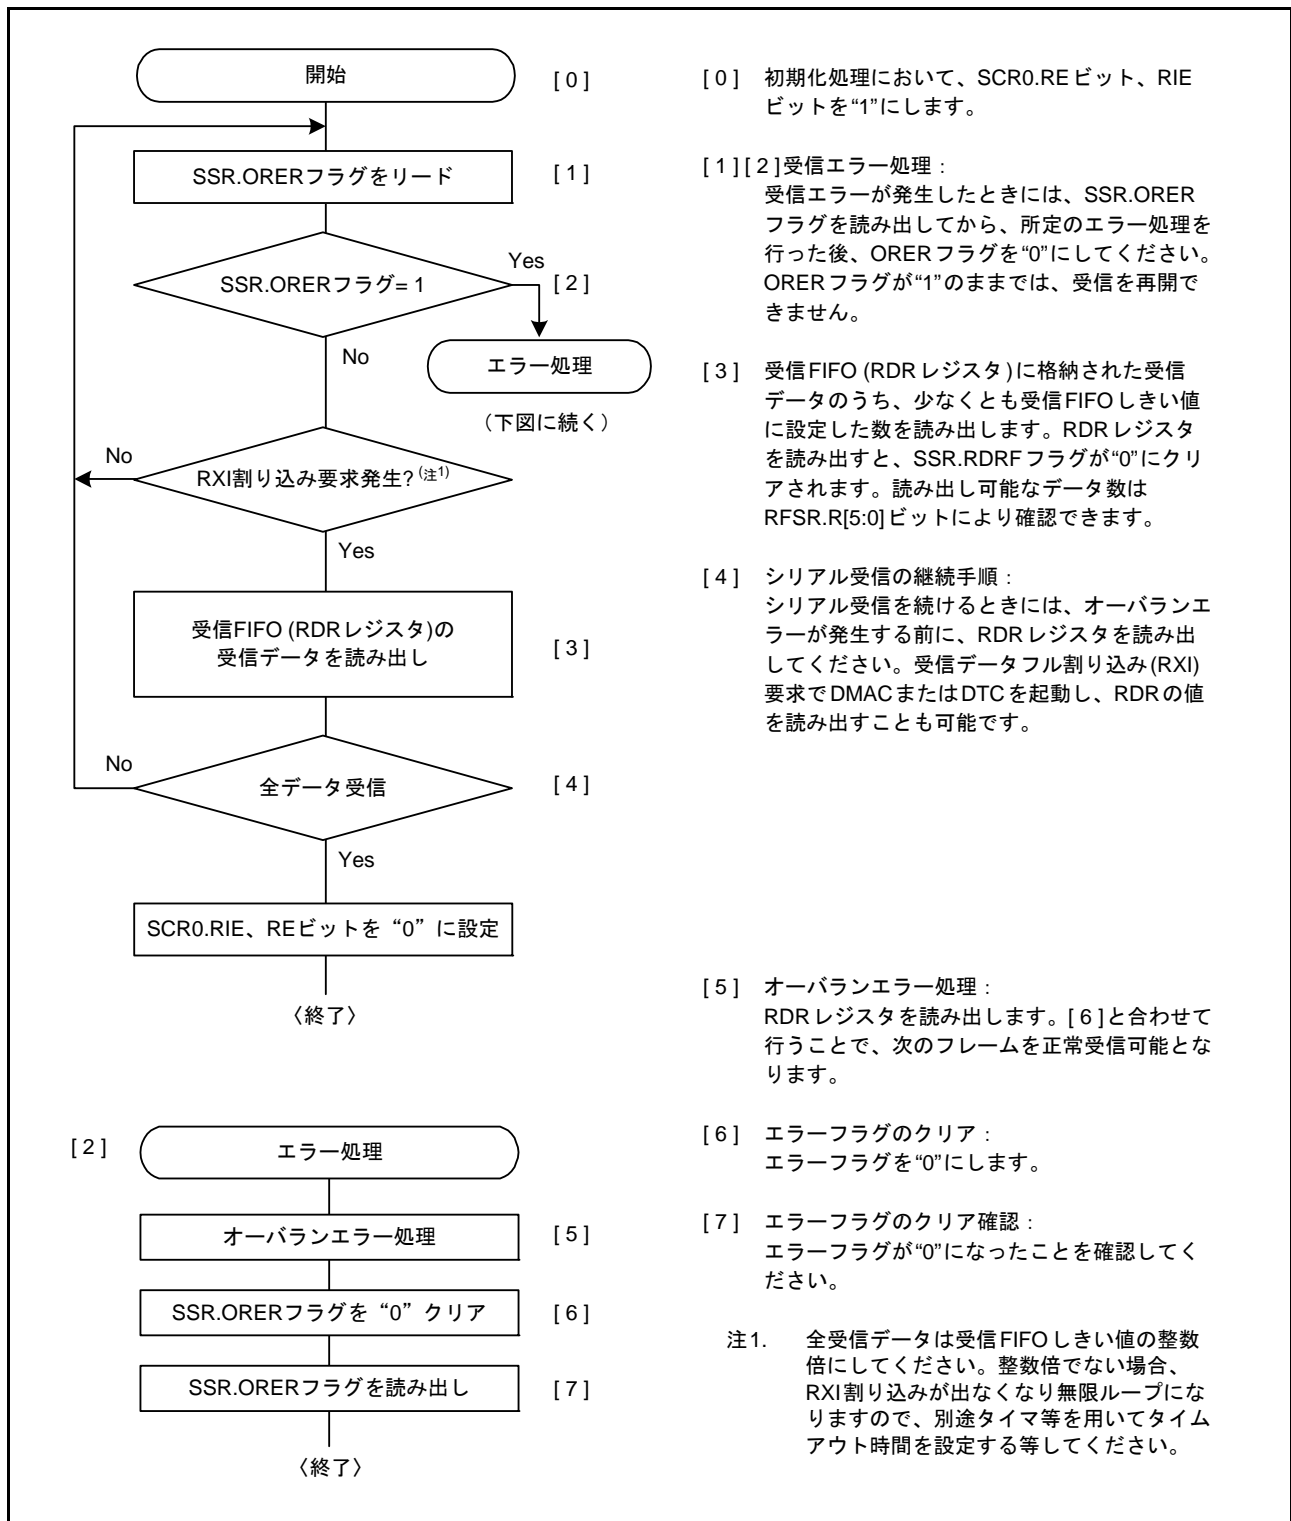 開始
[ 0 ]
SSR.ORERフラグをリード
[ 1 ]
SSR.ORERフラグ= 1
Yes
[ 2 ]
No
エラー処理
（下図に続く）
No
RXI割り込み要求発生? (注1)
Yes
受信FIFO (RDRレジスタ)の
受信データを読み出し
[ 3 ]
No
全データ受信
[ 4 ]
Yes
SCR0.RIE、REビットを“0”に設定
〈終了〉
[ 2 ]
エラー処理
オーバランエラー処理
[ 5 ]
SSR.ORERフラグを“0”クリア
[ 6 ]
SSR.ORERフラグを読み出し
[ 7 ]
〈終了〉
[ 0 ] 初期化処理において、SCR0.REビット、RIE
ビットを“1”にします。
[ 1 ][ 2 ]受信エラー処理：
受信エラーが発生したときには、SSR.ORER
フラグを読み出してから、所定のエラー処理を
行った後、ORERフラグを“0”にしてください。
ORERフラグが“1”のままでは、受信を再開で
きません。
[ 3 ] 受信FIFO (RDRレジスタ)に格納された受信
データのうち、少なくとも受信FIFOしきい値
に設定した数を読み出します。RDRレジスタ
を読み出すと、SSR.RDRFフラグが“0”にクリ
アされます。読み出し可能なデータ数は
RFSR.R[5:0]ビットにより確認できます。
[ 4 ] シリアル受信の継続手順：
シリアル受信を続けるときには、オーバランエ
ラーが発生する前に、RDRレジスタを読み出
してください。受信データフル割り込み(RXI)
要求でDMACまたはDTCを起動し、RDRの値
を読み出すことも可能です。
[ 5 ] オーバランエラー処理：
RDRレジスタを読み出します。[ 6 ]と合わせて
行うことで、次のフレームを正常受信可能とな
ります。
[ 6 ] エラーフラグのクリア：
エラーフラグを“0”にします。
[ 7 ] エラーフラグのクリア確認：
エラーフラグが“0”になったことを確認してく
ださい。
注1. 全受信データは受信FIFOしきい値の整数
倍にしてください。整数倍でない場合、
RXI割り込みが出なくなり無限ループにな
りますので、別途タイマ等を用いてタイム
アウト時間を設定する等してください。